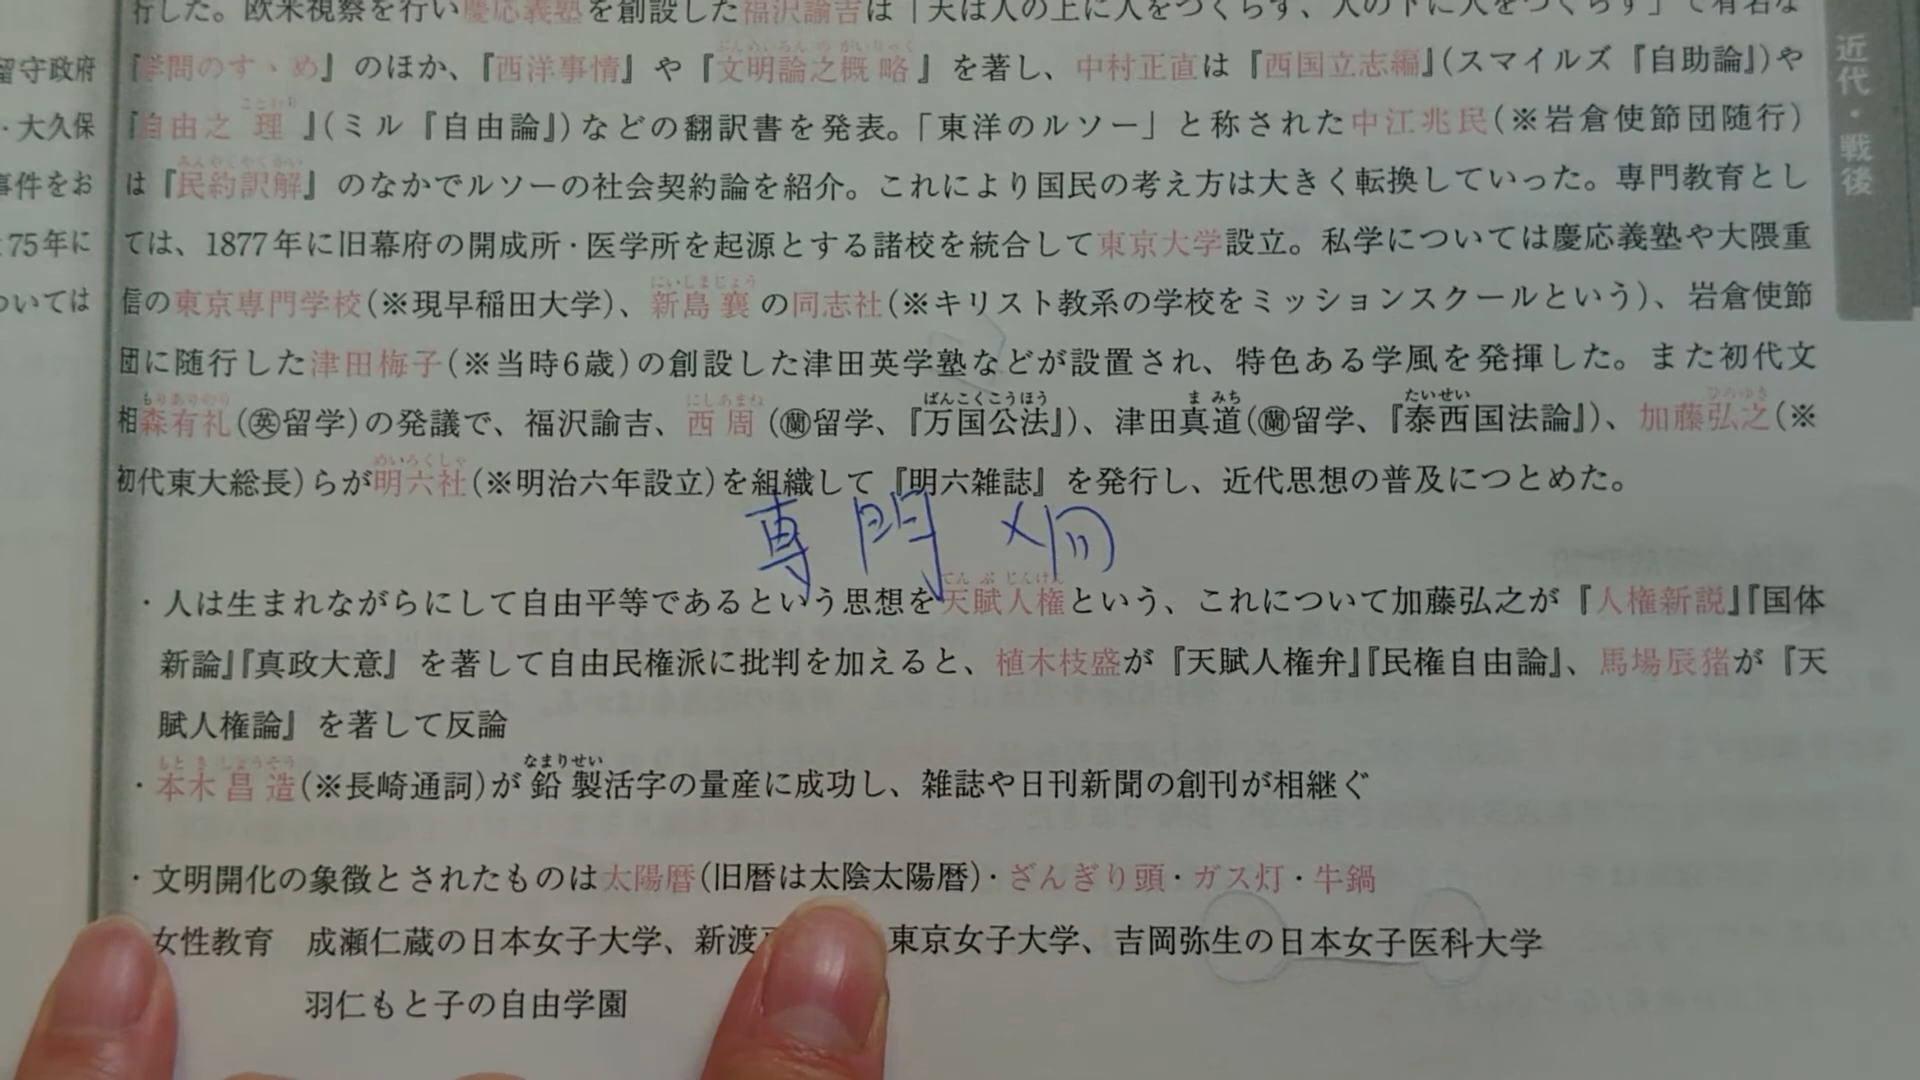 行した。欧米視察を行い慶応義塾を創設した福沢諭吉は「天は人の上に人をつくらず、人の下に人をつくらず」で有名な
『学問のすゝめ』のほか、『西洋事情』や『文明論之概略』を著し、中村正直は『西国立志編』(スマイルズ『自助論』)や
『自由之理』(ミル『自由論』)などの翻訳書を発表。「東洋のルソー」と称された中江兆民(※岩倉使節団随行)
は『民約訳解』のなかでルソーの社会契約論を紹介。これにより国民の考え方は大きく転換していった。専門教育とし
ては、1877年に旧幕府の開成所・医学所を起源とする諸校を統合して東京大学設立。私学については慶応義塾や大隈重
信の東京専門学校(※現早稲田大学)、新島襄の同志社(※キリスト教系の学校をミッションスクールという)、岩倉使節
団に随行した津田梅子(※当時6歳)の創設した津田英学塾などが設置され、特色ある学風を発揮した。また初代文
相森有礼(英留学)の発議で、福沢諭吉、西周(蘭留学、『万国公法』)、津田真道(蘭留学、『泰西国法論』)、加藤弘之(※
初代東大総長)らが明六社(※明治六年設立)を組織して『明六雑誌』を発行し、近代思想の普及につとめた。
専門
・人は生まれながらにして自由平等であるという思想を天賦人権という、これについて加藤弘之が『人権新説』『国体
新論』『真政大意』を著して自由民権派に批判を加えると、植木枝盛が『天賦人権弁』『民権自由論』、馬場辰猪が『天
賦人権論』を著して反論
・本木昌造(※長崎通詞)が鉛製活字の量産に成功し、雑誌や日刊新聞の創刊が相継ぐ
・文明開化の象徴とされたものは太陽暦(旧暦は太陰太陽暦)・ざんぎり頭・ガス灯・牛鍋
女性教育 成瀬仁蔵の日本女子大学、新渡 東京女子大学、吉岡弥生の日本女子医科大学
羽仁もと子の自由学園
近代・戦後
留守政府
・大久保
事件をお
75年に
ついては